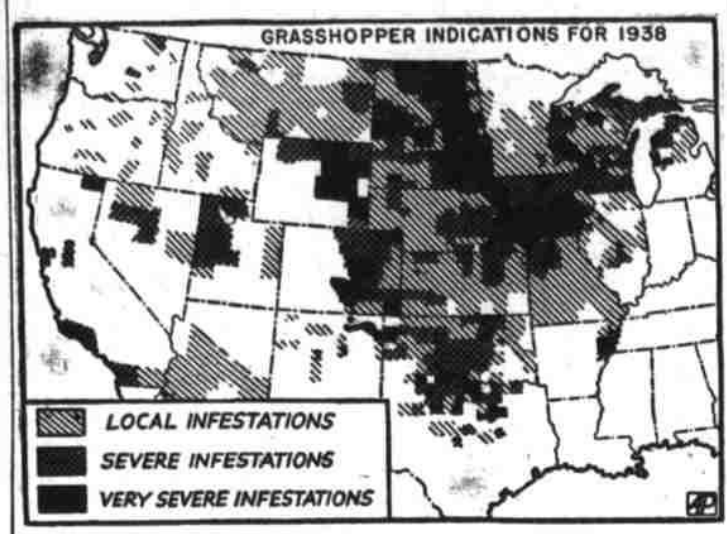 GRASSHOPPER INDICATIONS FOR 1938
LOCAL INFESTATIONS
SEVERE INFESTATIONS
VERY SEVERE INFESTATIONS
AP